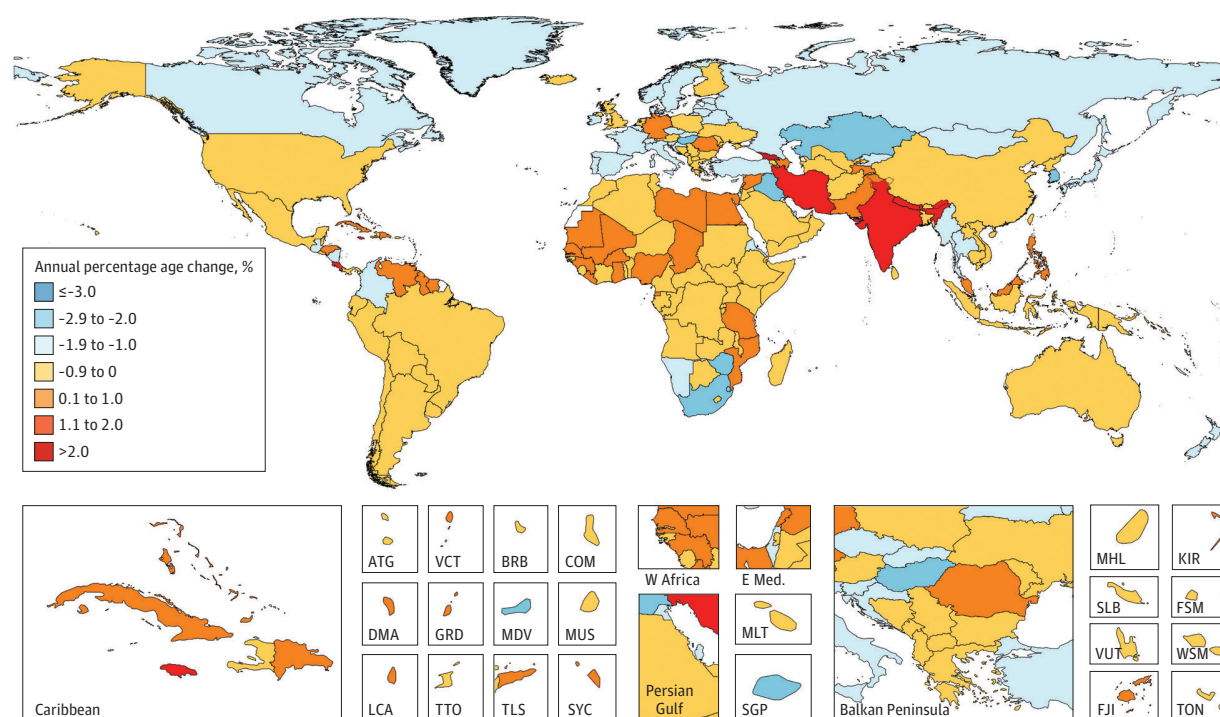 Annual percentage age change, %
≤-3.0
-2.9 to -2.0
-1.9 to -1.0
-0.9 to 0
0.1 to 1.0
1.1 to 2.0
>2.0
Caribbean
ATG
VCT
BRB
COM
DMA
GRD
MDV
MUS
LCA
TTO
TLS
SYC
W Africa
E Med.
Persian
Gulf
MLT
SGP
Balkan Peninsula
MHL
KIR
SLB
FSM
VUT
WSM
FJI
TON